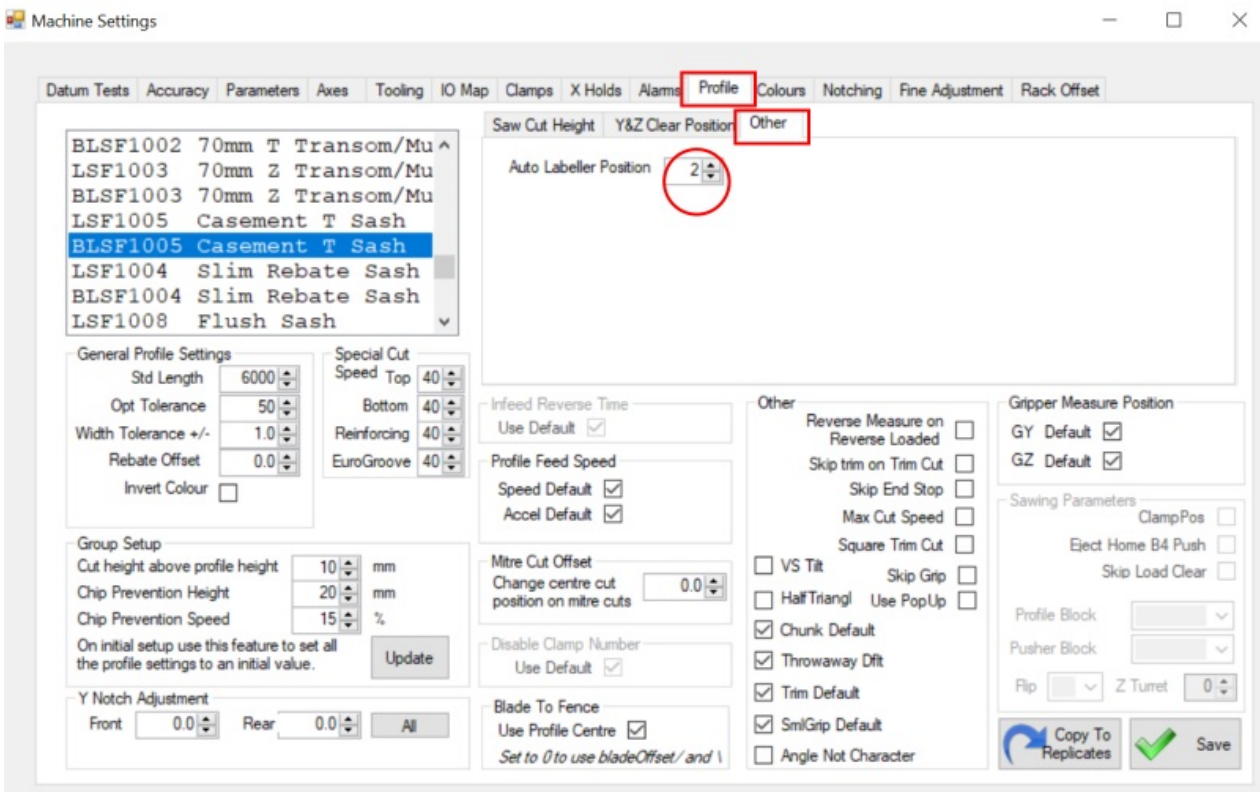 Machine Settings
Datum Tests Accuracy Parameters Axes Tooling IO Map Clamps X Holds Alarms Profile Colours Notching Fine Adjustment Rack Offset
Saw Cut Height Y&Z Clear Position Other
BLSF1002 70mm T Transom/Mu
LSF1003 70mm Z Transom/Mu
BLSF1003 70mm Z Transom/Mu
LSF1005 Casement T Sash
BLSF1005 Casement T Sash
LSF1004 Slim Rebate Sash
BLSF1004 Slim Rebate Sash
LSF1008 Flush Sash
Auto Labeller Position 2
General Profile Settings
Std Length 6000
Opt Tolerance 50
Width Tolerance +/- 1.0
Rebate Offset 0.0
Invert Colour
Special Cut
Speed Top 40
Bottom 40
Reinforcing 40
EuroGroove 40
Group Setup
Cut height above profile height 10 mm
Chip Prevention Height 20 mm
Chip Prevention Speed 15 %
On initial setup use this feature to set all
the profile settings to an initial value.
Update
Y Notch Adjustment
Front 0.0 Rear 0.0 All
Infeed Reverse Time
Use Default
Profile Feed Speed
Speed Default
Accel Default
Mitre Cut Offset
Change centre cut
position on mitre cuts 0.0
Disable Clamp Number
Use Default
Blade To Fence
Use Profile Centre
Set to 0 to use bladeOffset/ and \
Other
Reverse Measure on
Reverse Loaded
Skip trim on Trim Cut
Skip End Stop
Max Cut Speed
Square Trim Cut
VS Tilt Skip Grip
HalfTriangl Use PopUp
Chunk Default
Throwaway Dflt
Trim Default
SmlGrip Default
Angle Not Character
Gripper Measure Position
GY Default
GZ Default
Sawing Parameters
ClampPos
Eject Home B4 Push
Skip Load Clear
Profile Block
Pusher Block
Flip Z Turret 0
Copy To
Replicates
Save